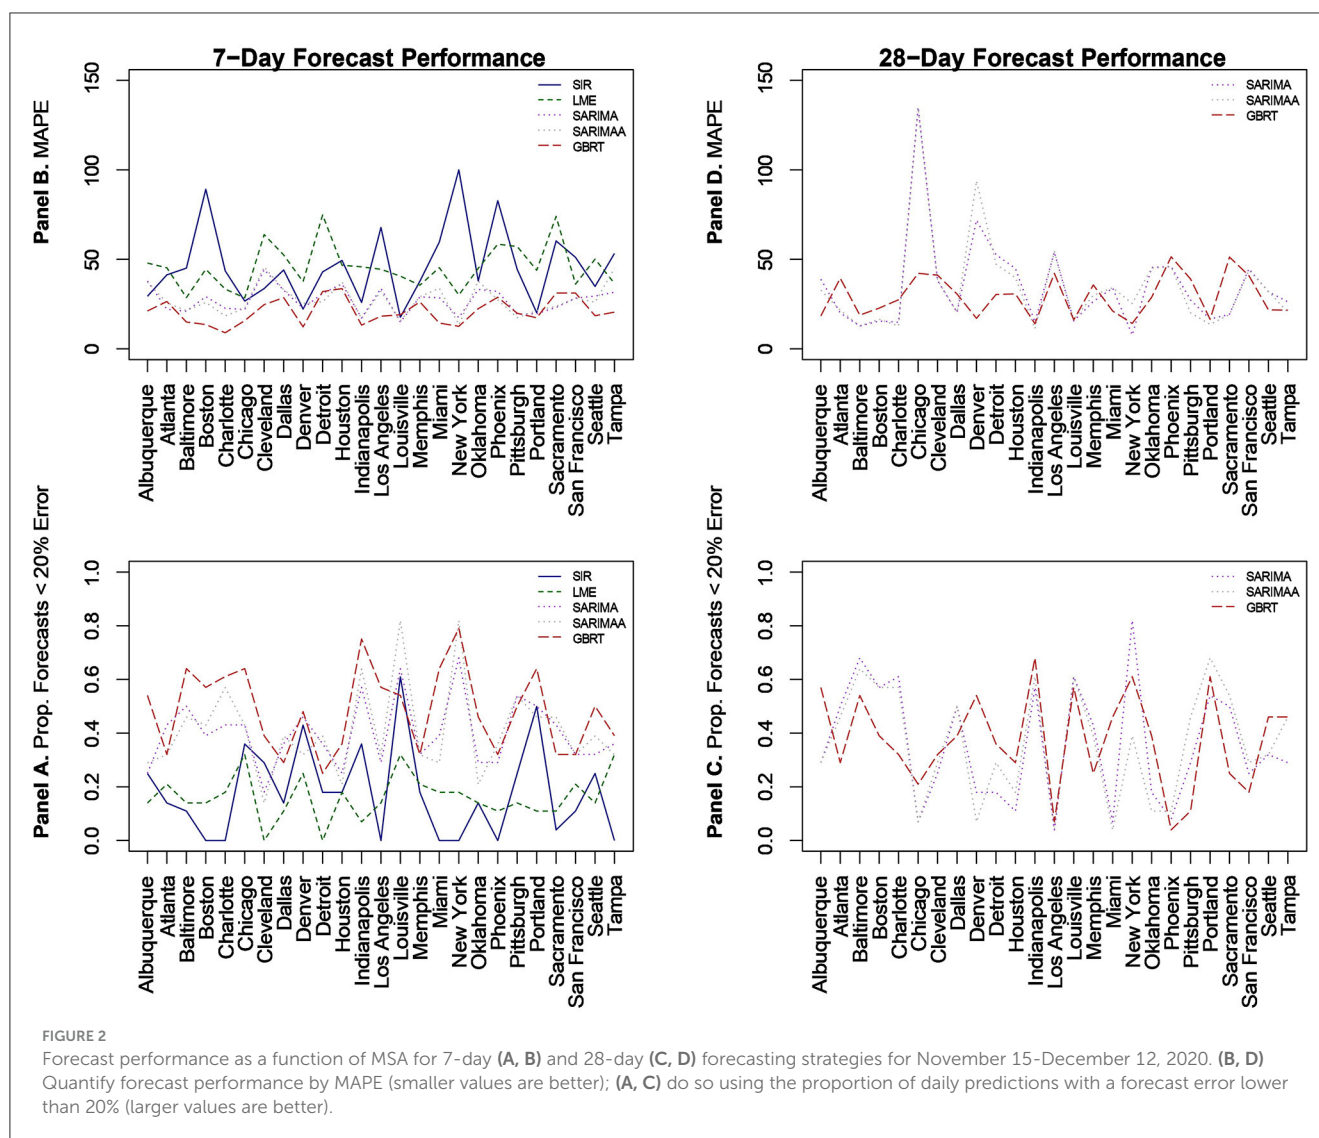 7−Day Forecast Performance
Panel B. MAPE
150
100
50
0
SIR
LME
SARIMA
SARIMAA
GBRT
Albuquerque
Atlanta
Baltimore
Boston
Charlotte
Chicago
Cleveland
Dallas
Denver
Detroit
Houston
Indianapolis
Los Angeles
Louisville
Memphis
Miami
New York
Oklahoma
Phoenix
Pittsburgh
Portland
Sacramento
San Francisco
Seattle
Tampa
28−Day Forecast Performance
Panel D. MAPE
150
100
50
0
SARIMA
SARIMAA
GBRT
Albuquerque
Atlanta
Baltimore
Boston
Charlotte
Chicago
Cleveland
Dallas
Denver
Detroit
Houston
Indianapolis
Los Angeles
Louisville
Memphis
Miami
New York
Oklahoma
Phoenix
Pittsburgh
Portland
Sacramento
San Francisco
Seattle
Tampa
Panel A. Prop. Forecasts < 20% Error
1.0
0.8
0.6
0.4
0.2
0.0
SIR
LME
SARIMA
SARIMAA
GBRT
Albuquerque
Atlanta
Baltimore
Boston
Charlotte
Chicago
Cleveland
Dallas
Denver
Detroit
Houston
Indianapolis
Los Angeles
Louisville
Memphis
Miami
New York
Oklahoma
Phoenix
Pittsburgh
Portland
Sacramento
San Francisco
Seattle
Tampa
Panel C. Prop. Forecasts < 20% Error
1.0
0.8
0.6
0.4
0.2
0.0
SARIMA
SARIMAA
GBRT
Albuquerque
Atlanta
Baltimore
Boston
Charlotte
Chicago
Cleveland
Dallas
Denver
Detroit
Houston
Indianapolis
Los Angeles
Louisville
Memphis
Miami
New York
Oklahoma
Phoenix
Pittsburgh
Portland
Sacramento
San Francisco
Seattle
Tampa
FIGURE 2
Forecast performance as a function of MSA for 7-day (A, B) and 28-day (C, D) forecasting strategies for November 15-December 12, 2020. (B, D)
Quantify forecast performance by MAPE (smaller values are better); (A, C) do so using the proportion of daily predictions with a forecast error lower
than 20% (larger values are better).